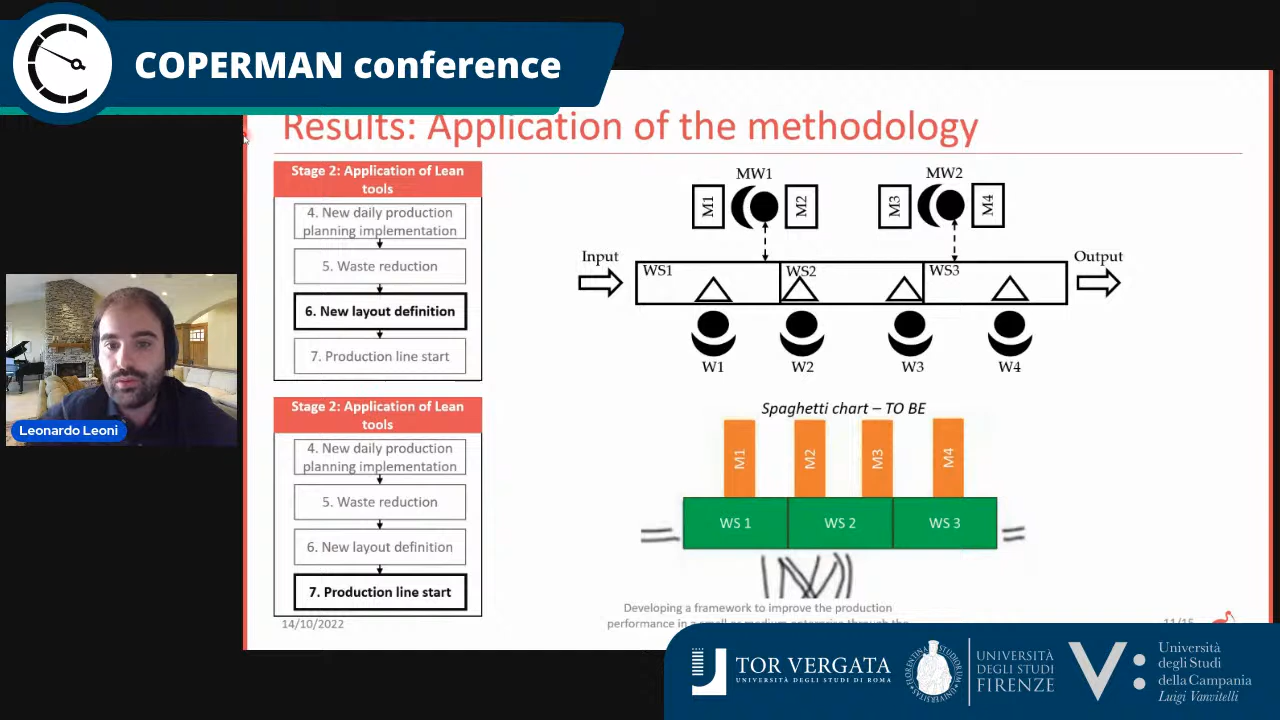 COPERMAN conference
Results: Application of the methodology
Stage 2: Application of Lean
tools
4. New daily production
planning implementation
5. Waste reduction
6. New layout definition
7. Production line start
MW1
MW2
M1
M2
M3
M4
Input
Output
WS1
WS2
WS3
W1
W2
W3
W4
Leonardo Leoni
Stage 2: Application of Lean
tools
4. New daily production
planning implementation
5. Waste reduction
6. New layout definition
7. Production line start
Spaghetti chart – TO BE
M1
M2
M3
M4
WS 1
WS 2
WS 3
14/10/2022
Developing a framework to improve the production
performance in a small or medium enterprise through the
11/15
TOR VERGATA
UNIVERSITÀ DEGLI STUDI DI ROMA
UNIVERSITÀ
DEGLI STUDI
FIRENZE
V:
Università
degli Studi
della Campania
Luigi Vanvitelli